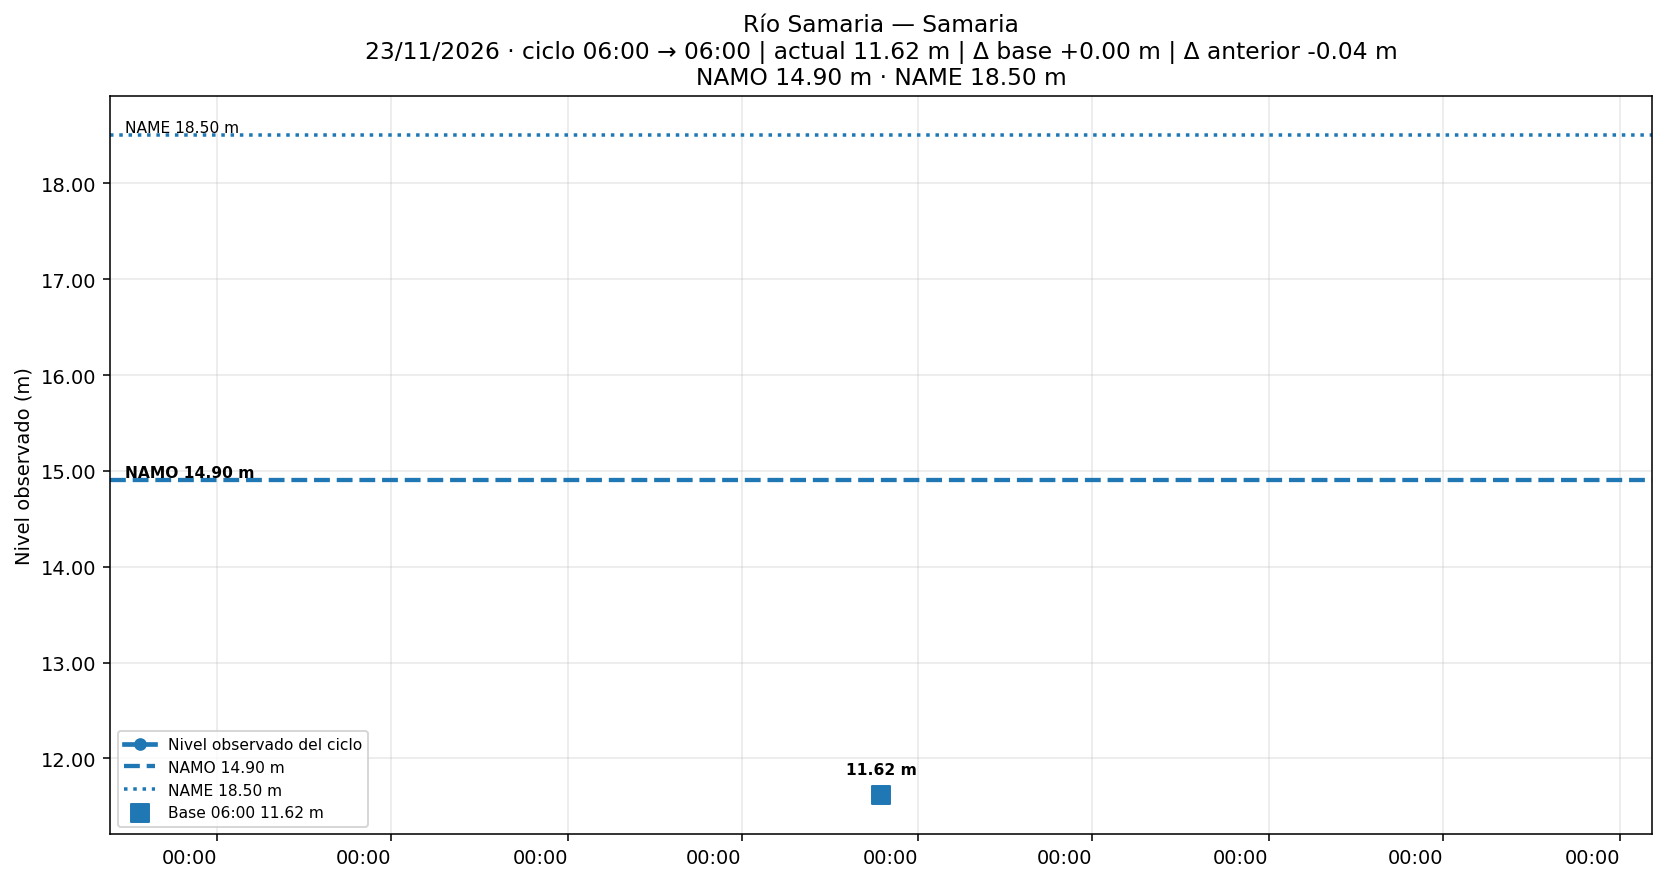 Río Samaria — Samaria
23/11/2026 · ciclo 06:00 → 06:00 | actual 11.62 m | Δ base +0.00 m | Δ anterior -0.04 m
NAMO 14.90 m · NAME 18.50 m
NAME 18.50 m
18.00
17.00
16.00
NAMO 14.90 m
15.00
14.00
13.00
12.00
Nivel observado (m)
11.62 m
Nivel observado del ciclo
NAMO 14.90 m
NAME 18.50 m
Base 06:00 11.62 m
00:00 00:00 00:00 00:00 00:00 00:00 00:00 00:00 00:00